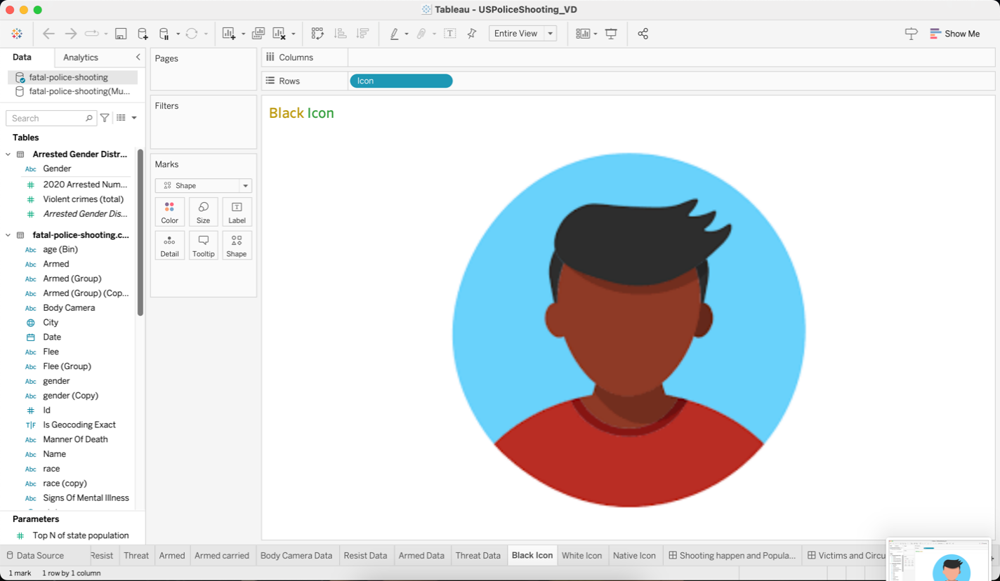 Tableau - USPoliceShooting_VD
Entire View
Show Me
Data
Analytics
fatal-police-shooting
fatal-police-shooting(Mu...
Search
Tables
Arrested Gender Distr...
Abc Gender
# 2020 Arrested Num...
# Violent crimes (total)
# Arrested Gender Dis...
fatal-police-shooting.c...
Abc age (Bin)
Abc Armed
Abc Armed (Group)
Abc Armed (Group) (Cop...
Abc Body Camera
City
Date
Abc Flee
Abc Flee (Group)
Abc gender
Abc gender (Copy)
# Id
T|F Is Geocoding Exact
Abc Manner Of Death
Abc Name
Abc race
Abc race (copy)
Abc Signs Of Mental Illness
Parameters
# Top N of state population
Pages
Filters
Marks
Shape
Color Size Label
Detail Tooltip Shape
Columns
Rows Icon
Black Icon
Data Source Resist Threat Armed Armed carried Body Camera Data Resist Data Armed Data Threat Data Black Icon White Icon Native Icon Shooting happen and Popula... Victims and Circu
1 mark 1 row by 1 column